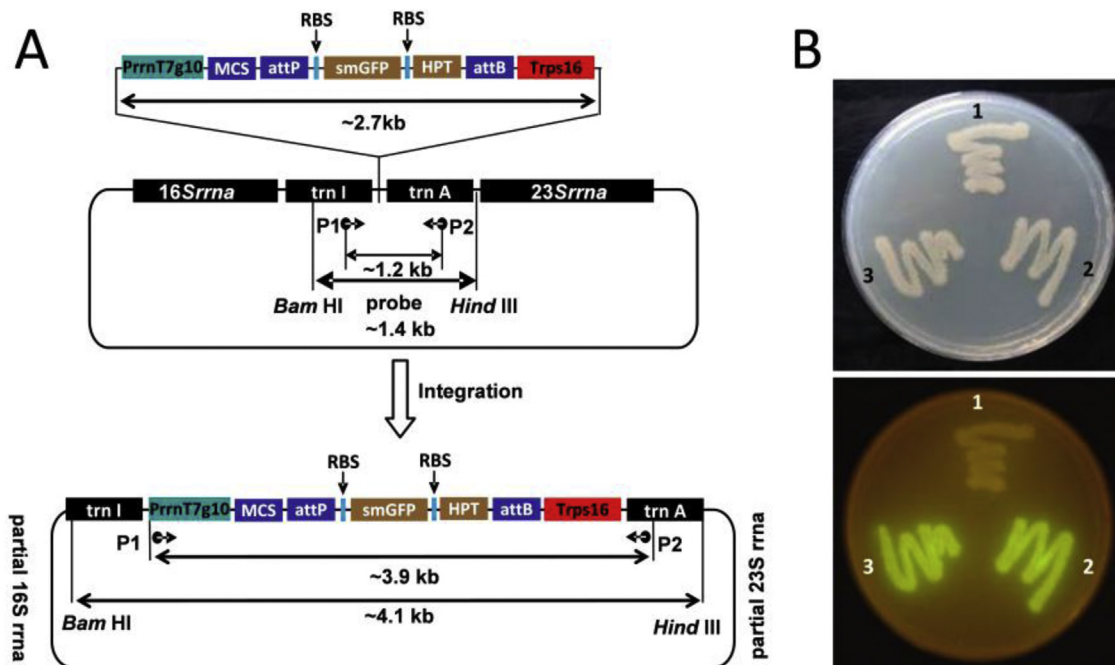 A
RBS RBS
PrrnT7g10 MCS attP smGFP HPT attB Trps16
~2.7kb
16Srrna trn I trn A 23Srrna
P1 P2
~1.2 kb
Bam HI probe Hind III
~1.4 kb
Integration
RBS RBS
trn I PrrnT7g10 MCS attP smGFP HPT attB Trps16 trn A
P1 P2
~3.9 kb
~4.1 kb
Bam HI Hind III
partial 16S rrna
partial 23S rrna
B
1
3 2
1
3 2